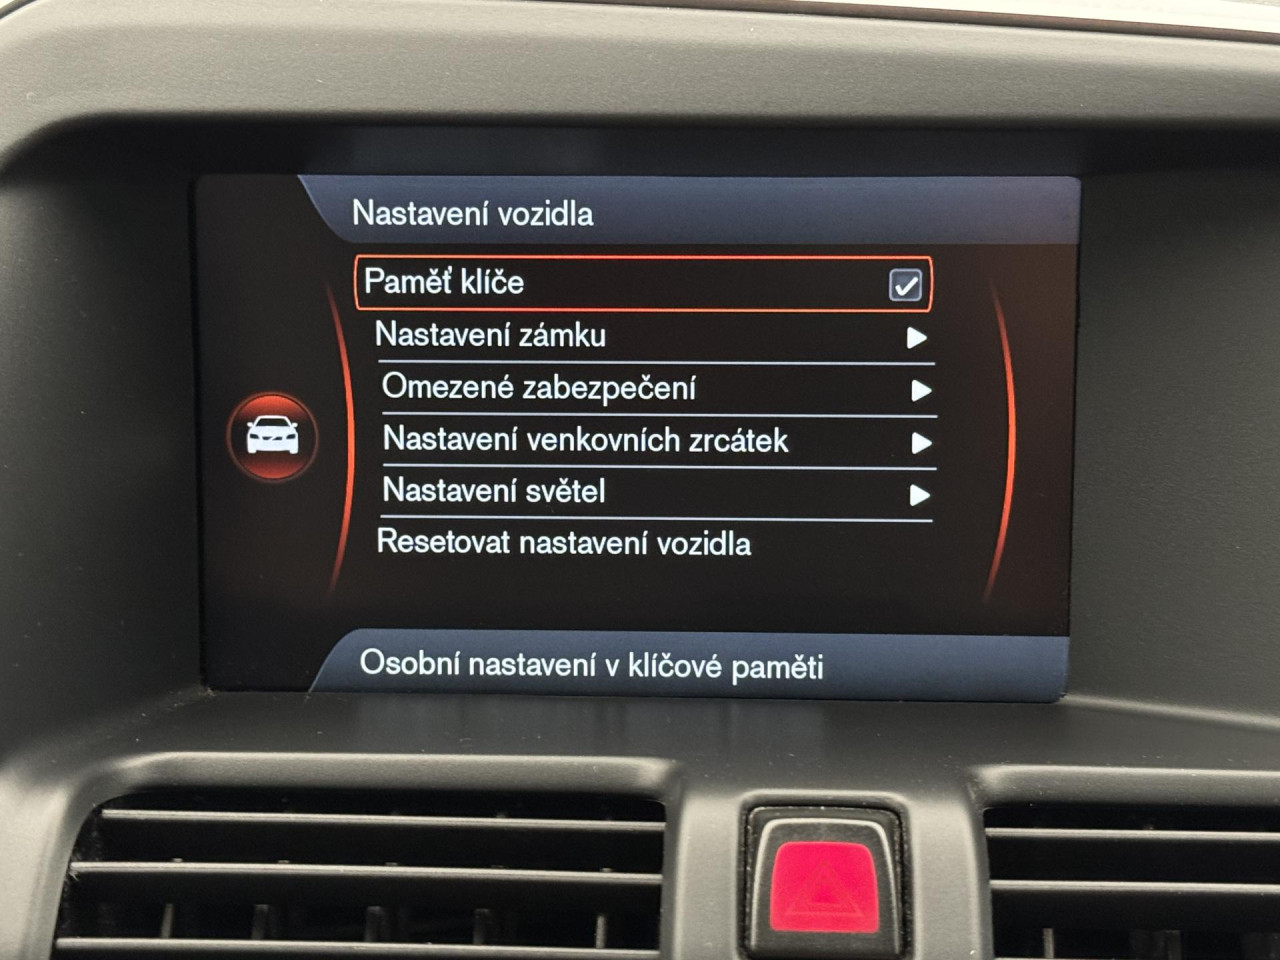 Nastavení vozidla
Paměť klíče
Nastavení zámku
Omezené zabezpečení
Nastavení venkovních zrcátek
Nastavení světel
Resetovat nastavení vozidla
Osobní nastavení v klíčové paměti